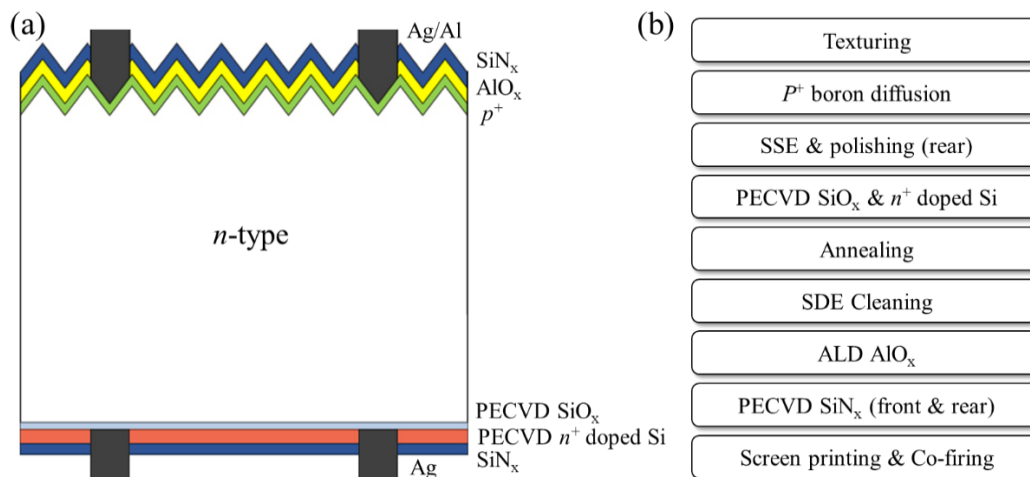 (a)
Ag/Al
SiNₓ
AlOₓ
p⁺
n-type
PECVD SiOₓ
PECVD n⁺ doped Si
SiNₓ
Ag
(b)
Texturing
P⁺ boron diffusion
SSE & polishing (rear)
PECVD SiOₓ & n⁺ doped Si
Annealing
SDE Cleaning
ALD AlOₓ
PECVD SiNₓ (front & rear)
Screen printing & Co-firing